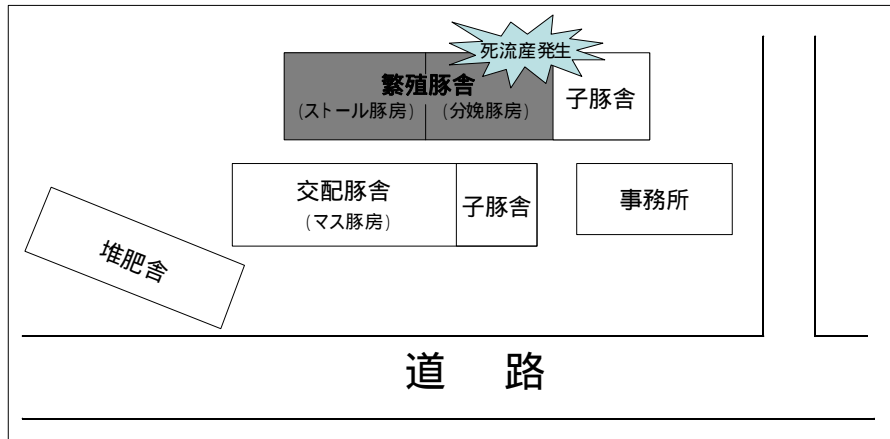 死流産発生
繁殖豚舎
(ストール豚房)
(分娩豚房)
子豚舎
交配豚舎
(マス豚房)
子豚舎
事務所
堆肥舎
道 路